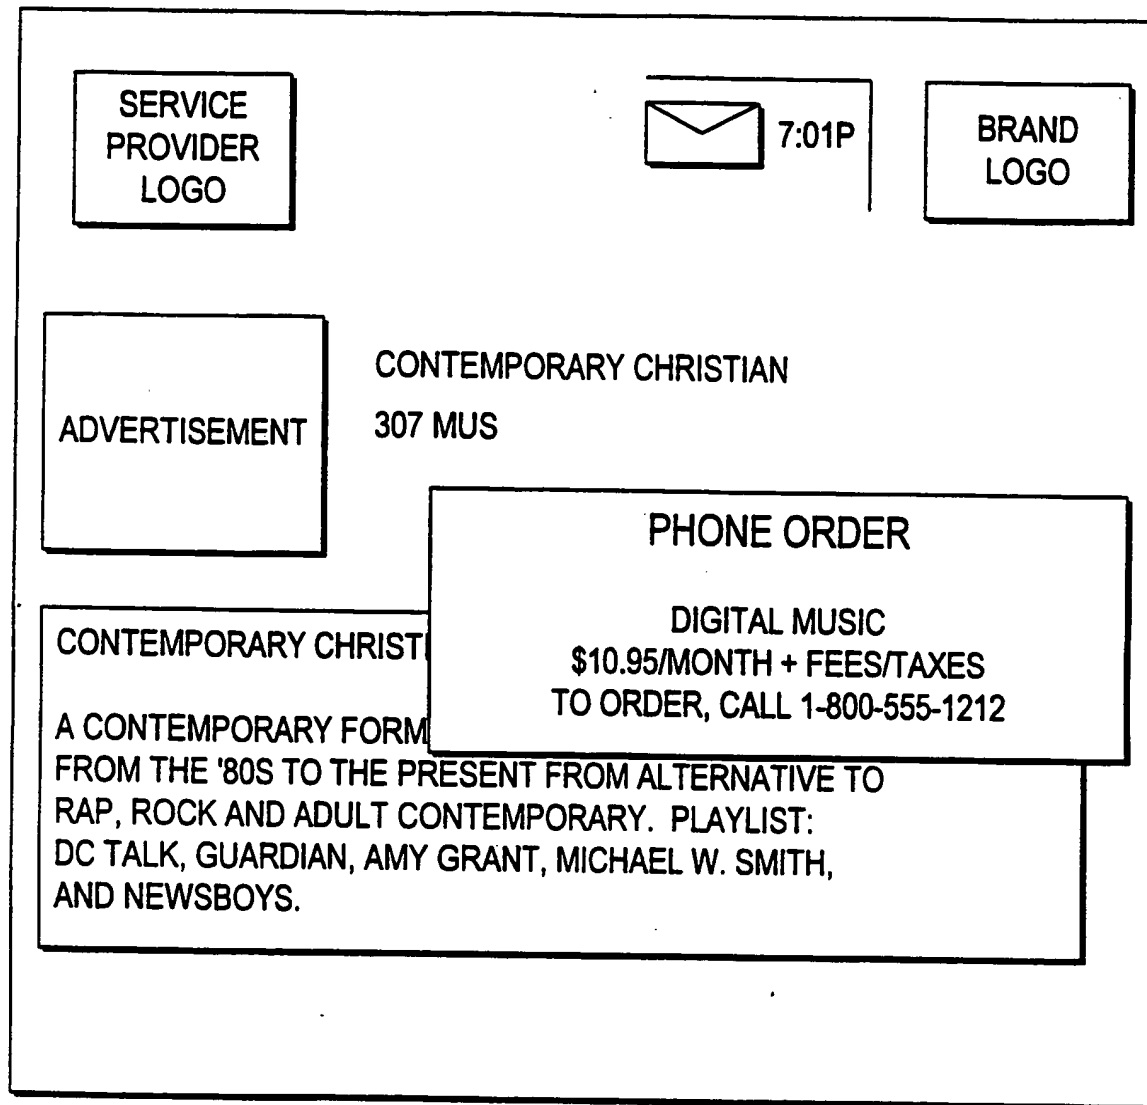 SERVICE
PROVIDER
LOGO
7:01P
BRAND
LOGO
ADVERTISEMENT
CONTEMPORARY CHRISTIAN
307 MUS
PHONE ORDER
DIGITAL MUSIC
$10.95/MONTH + FEES/TAXES
TO ORDER, CALL 1-800-555-1212
CONTEMPORARY CHRISTI
A CONTEMPORARY FORM
FROM THE '80S TO THE PRESENT FROM ALTERNATIVE TO
RAP, ROCK AND ADULT CONTEMPORARY. PLAYLIST:
DC TALK, GUARDIAN, AMY GRANT, MICHAEL W. SMITH,
AND NEWSBOYS.